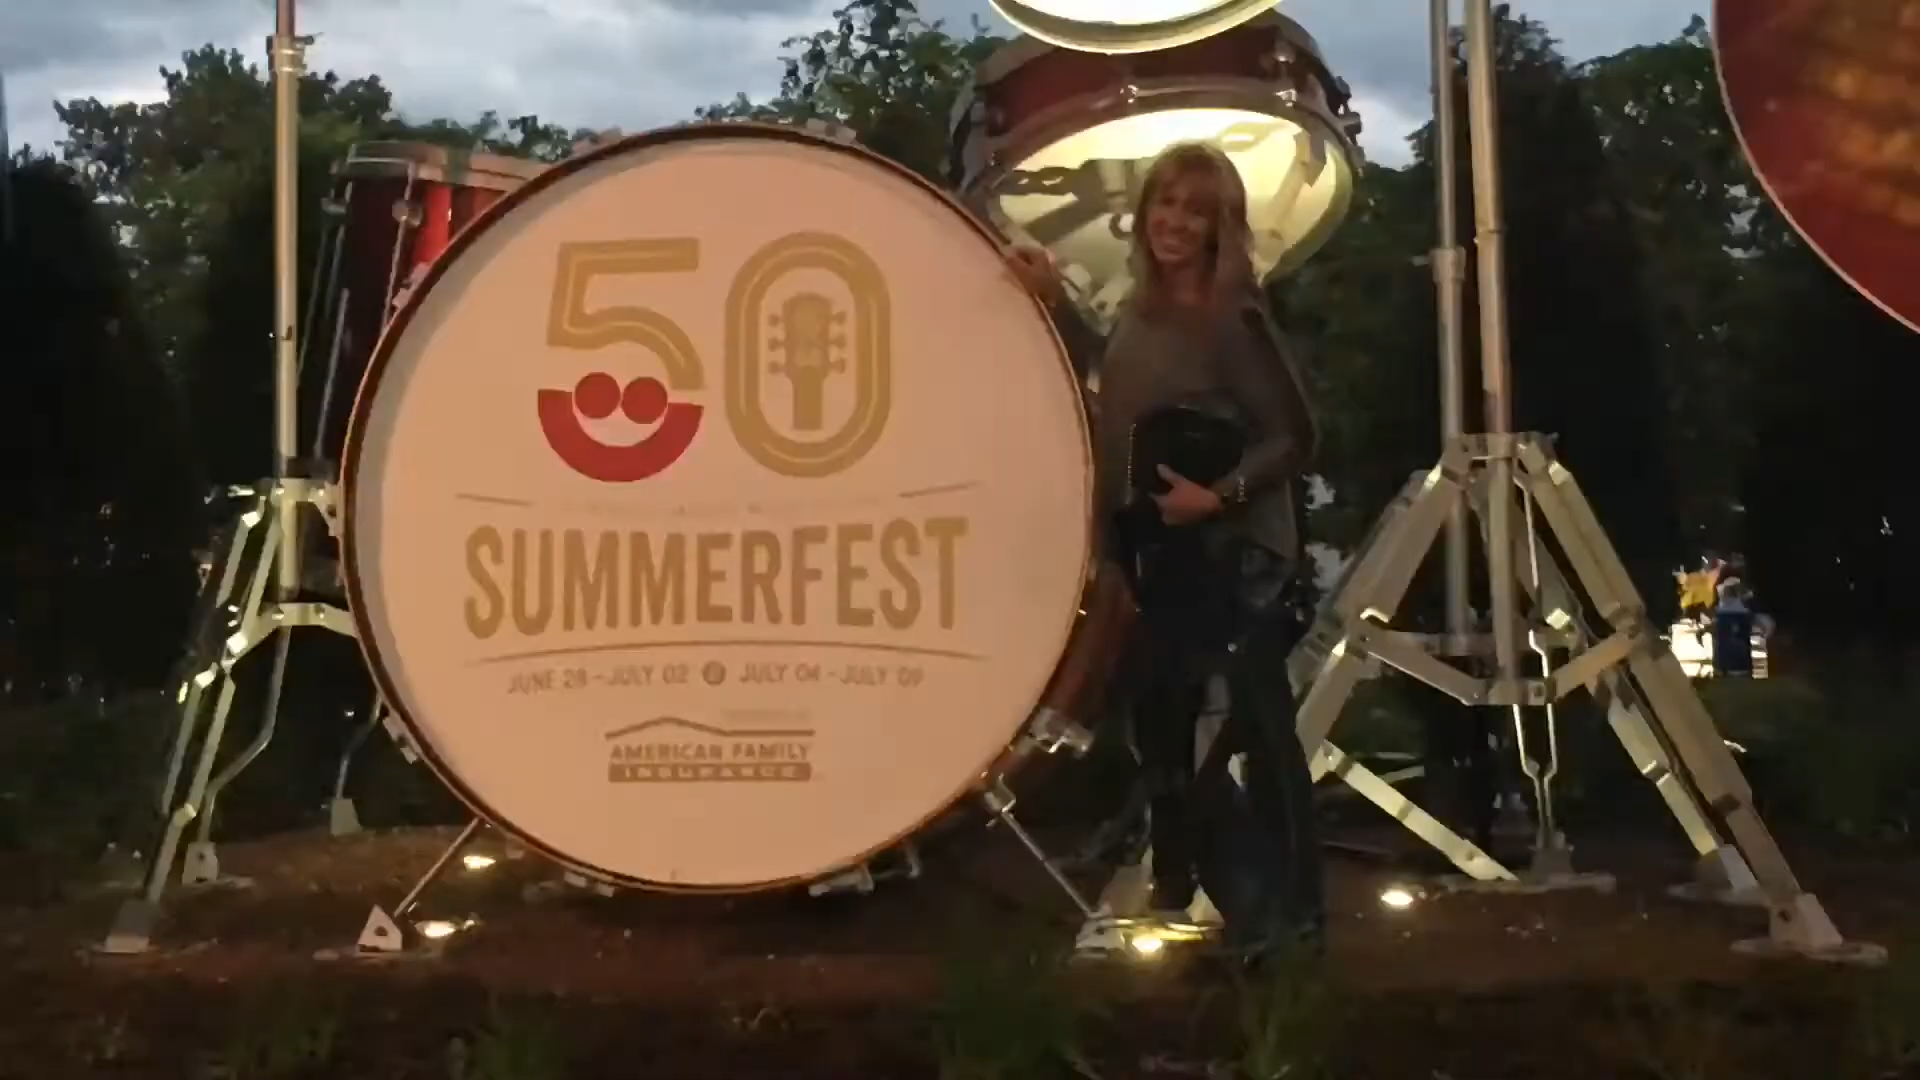 50
SUMMERFEST
JUNE 28 - JULY 02 & JULY 04 - JULY 09
AMERICAN FAMILY
INSURANCE